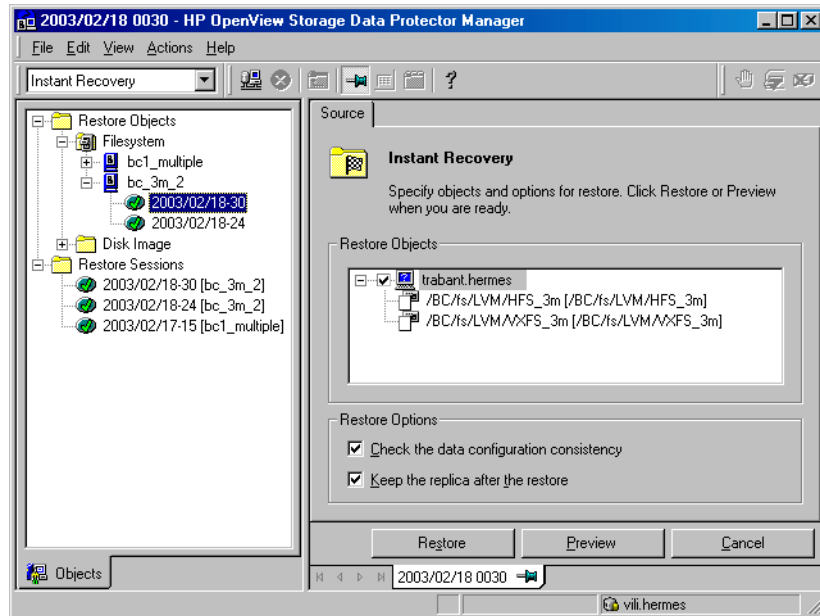 2003/02/18 0030 - HP OpenView Storage Data Protector Manager
File Edit View Actions Help
Instant Recovery
Restore Objects
Filesystem
bc1_multiple
bc_3m_2
2003/02/18-30
2003/02/18-24
Disk Image
Restore Sessions
2003/02/18-30 [bc_3m_2]
2003/02/18-24 [bc_3m_2]
2003/02/17-15 [bc1_multiple]
Objects
Source
Instant Recovery
Specify objects and options for restore. Click Restore or Preview
when you are ready.
Restore Objects
trabant.hermes
/BC/fs/LVM/HFS_3m [/BC/fs/LVM/HFS_3m]
/BC/fs/LVM/VXFS_3m [/BC/fs/LVM/VXFS_3m]
Restore Options
Check the data configuration consistency
Keep the replica after the restore
Restore Preview Cancel
2003/02/18 0030
vili.hermes